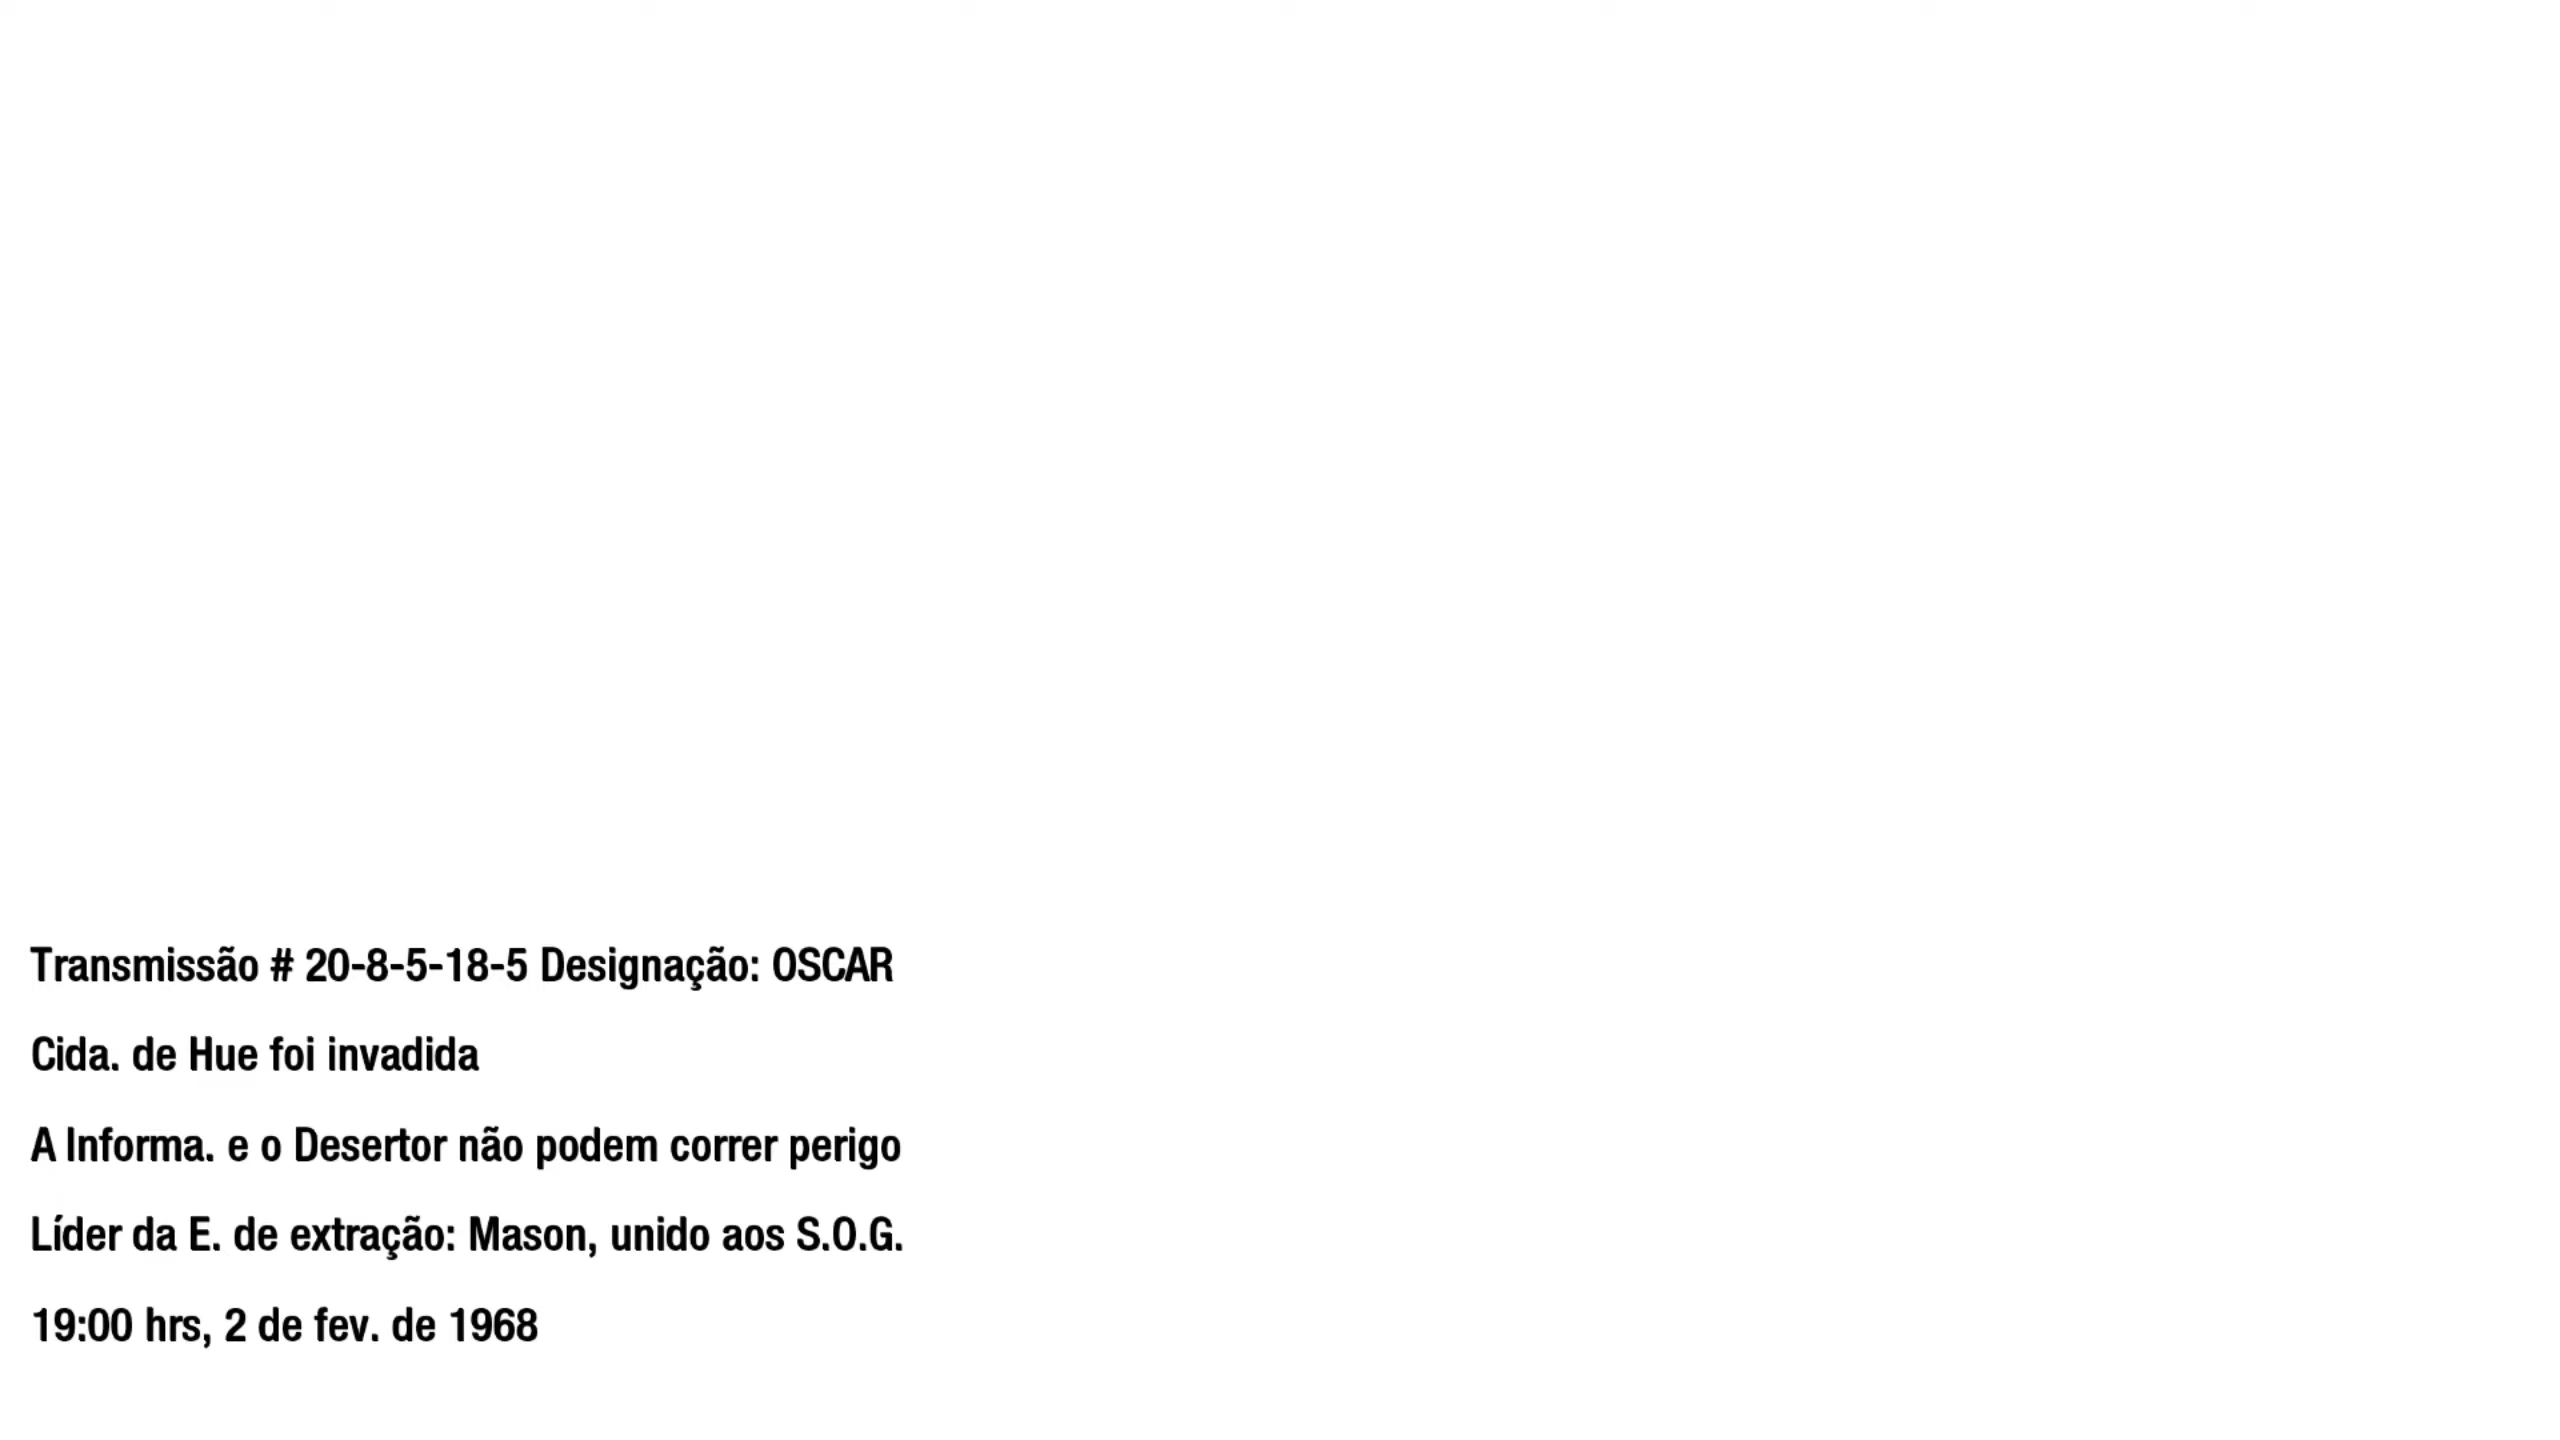 Transmissão # 20-8-5-18-5 Designação: OSCAR
Cida. de Hue foi invadida
A Informa. e o Desertor não podem correr perigo
Líder da E. de extração: Mason, unido aos S.O.G.
19:00 hrs, 2 de fev. de 1968